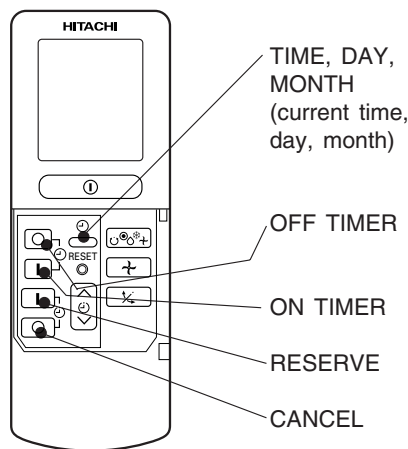 HITACHI
TIME, DAY,
MONTH
(current time,
day, month)
RESET
OFF TIMER
ON TIMER
RESERVE
CANCEL